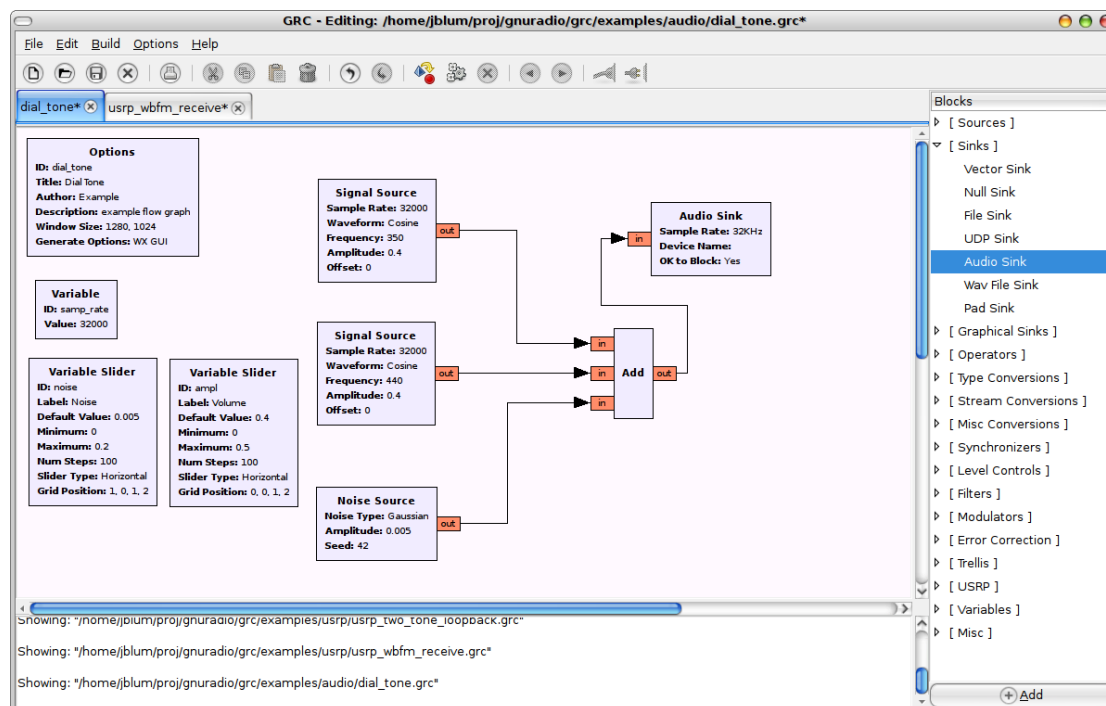 GRC - Editing: /home/jblum/proj/gnuradio/grc/examples/audio/dial_tone.grc*
File Edit Build Options Help
dial_tone* usrp_wbfm_receive*
Options
ID: dial_tone
Title: Dial Tone
Author: Example
Description: example flow graph
Window Size: 1280, 1024
Generate Options: WX GUI
Variable
ID: samp_rate
Value: 32000
Variable Slider
ID: noise
Label: Noise
Default Value: 0.005
Minimum: 0
Maximum: 0.2
Num Steps: 100
Slider Type: Horizontal
Grid Position: 1, 0, 1, 2
Variable Slider
ID: ampl
Label: Volume
Default Value: 0.4
Minimum: 0
Maximum: 0.5
Num Steps: 100
Slider Type: Horizontal
Grid Position: 0, 0, 1, 2
Signal Source
Sample Rate: 32000
Waveform: Cosine
Frequency: 350
Amplitude: 0.4
Offset: 0
out
Signal Source
Sample Rate: 32000
Waveform: Cosine
Frequency: 440
Amplitude: 0.4
Offset: 0
out
Noise Source
Noise Type: Gaussian
Amplitude: 0.005
Seed: 42
out
in
in
in
Add
out
in
Audio Sink
Sample Rate: 32KHz
Device Name:
OK to Block: Yes
Blocks
[ Sources ]
[ Sinks ]
Vector Sink
Null Sink
File Sink
UDP Sink
Audio Sink
Wav File Sink
Pad Sink
[ Graphical Sinks ]
[ Operators ]
[ Type Conversions ]
[ Stream Conversions ]
[ Misc Conversions ]
[ Synchronizers ]
[ Level Controls ]
[ Filters ]
[ Modulators ]
[ Error Correction ]
[ Trellis ]
[ USRP ]
[ Variables ]
[ Misc ]
Add
Showing: "/home/jblum/proj/gnuradio/grc/examples/usrp/usrp_two_tone_loopback.grc"
Showing: "/home/jblum/proj/gnuradio/grc/examples/usrp/usrp_wbfm_receive.grc"
Showing: "/home/jblum/proj/gnuradio/grc/examples/audio/dial_tone.grc"